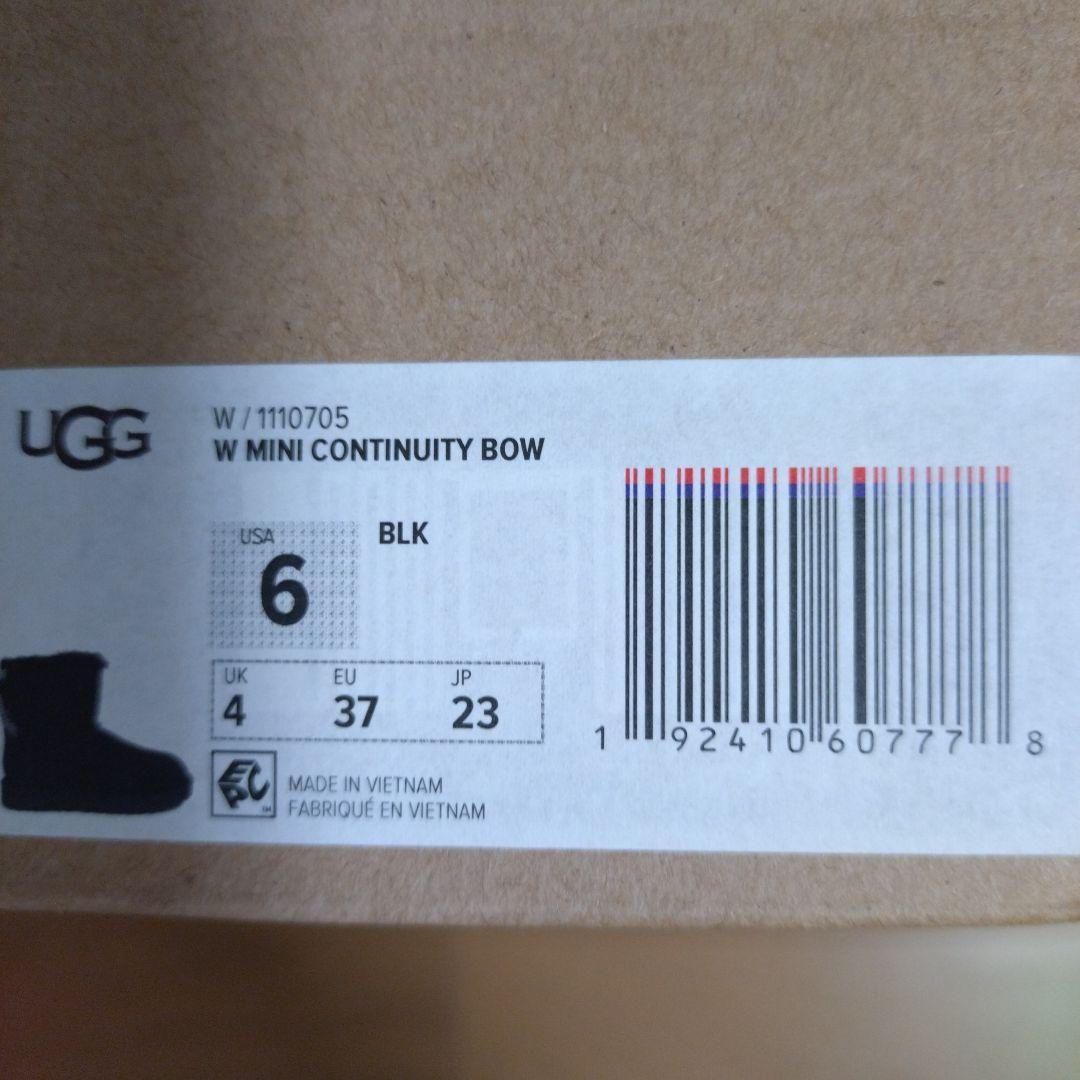 UGG
W / 1110705
W MINI CONTINUITY BOW
USA
6
BLK
UK EU JP
4 37 23
EPC
MADE IN VIETNAM
FABRIQUÉ EN VIETNAM
1 92410 60777 8